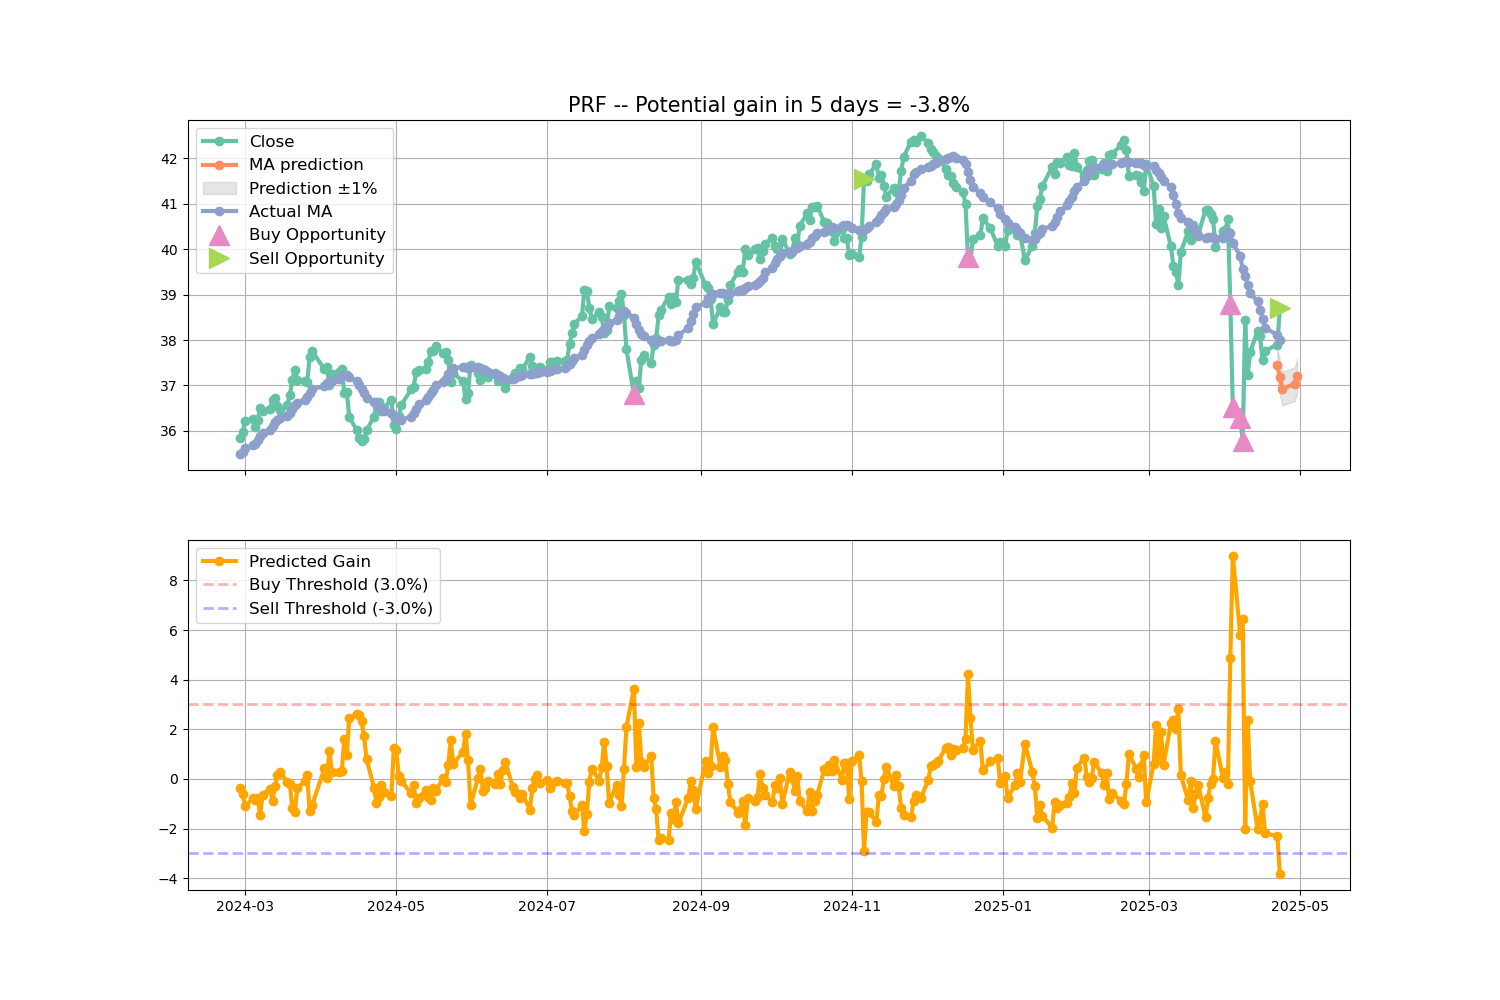 PRF -- Potential gain in 5 days = -3.8%
Close
MA prediction
Prediction ±1%
Actual MA
Buy Opportunity
Sell Opportunity
42
41
40
39
38
37
36
Predicted Gain
Buy Threshold (3.0%)
Sell Threshold (-3.0%)
8
6
4
2
0
−2
−4
2024-03
2024-05
2024-07
2024-09
2024-11
2025-01
2025-03
2025-05